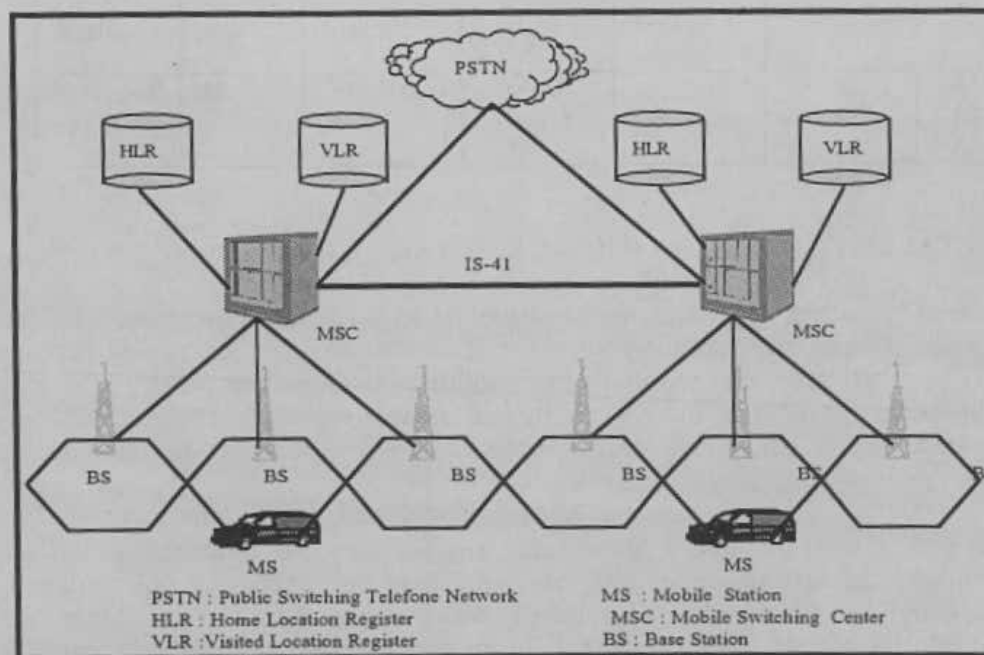 PSTN
HLR
VLR
HLR
VLR
IS-41
MSC
MSC
BS
BS
BS
BS
BS
MS
MS
PSTN : Public Switching Telefone Network
HLR : Home Location Register
VLR :Visited Location Register
MS : Mobile Station
MSC : Mobile Switching Center
BS : Base Station